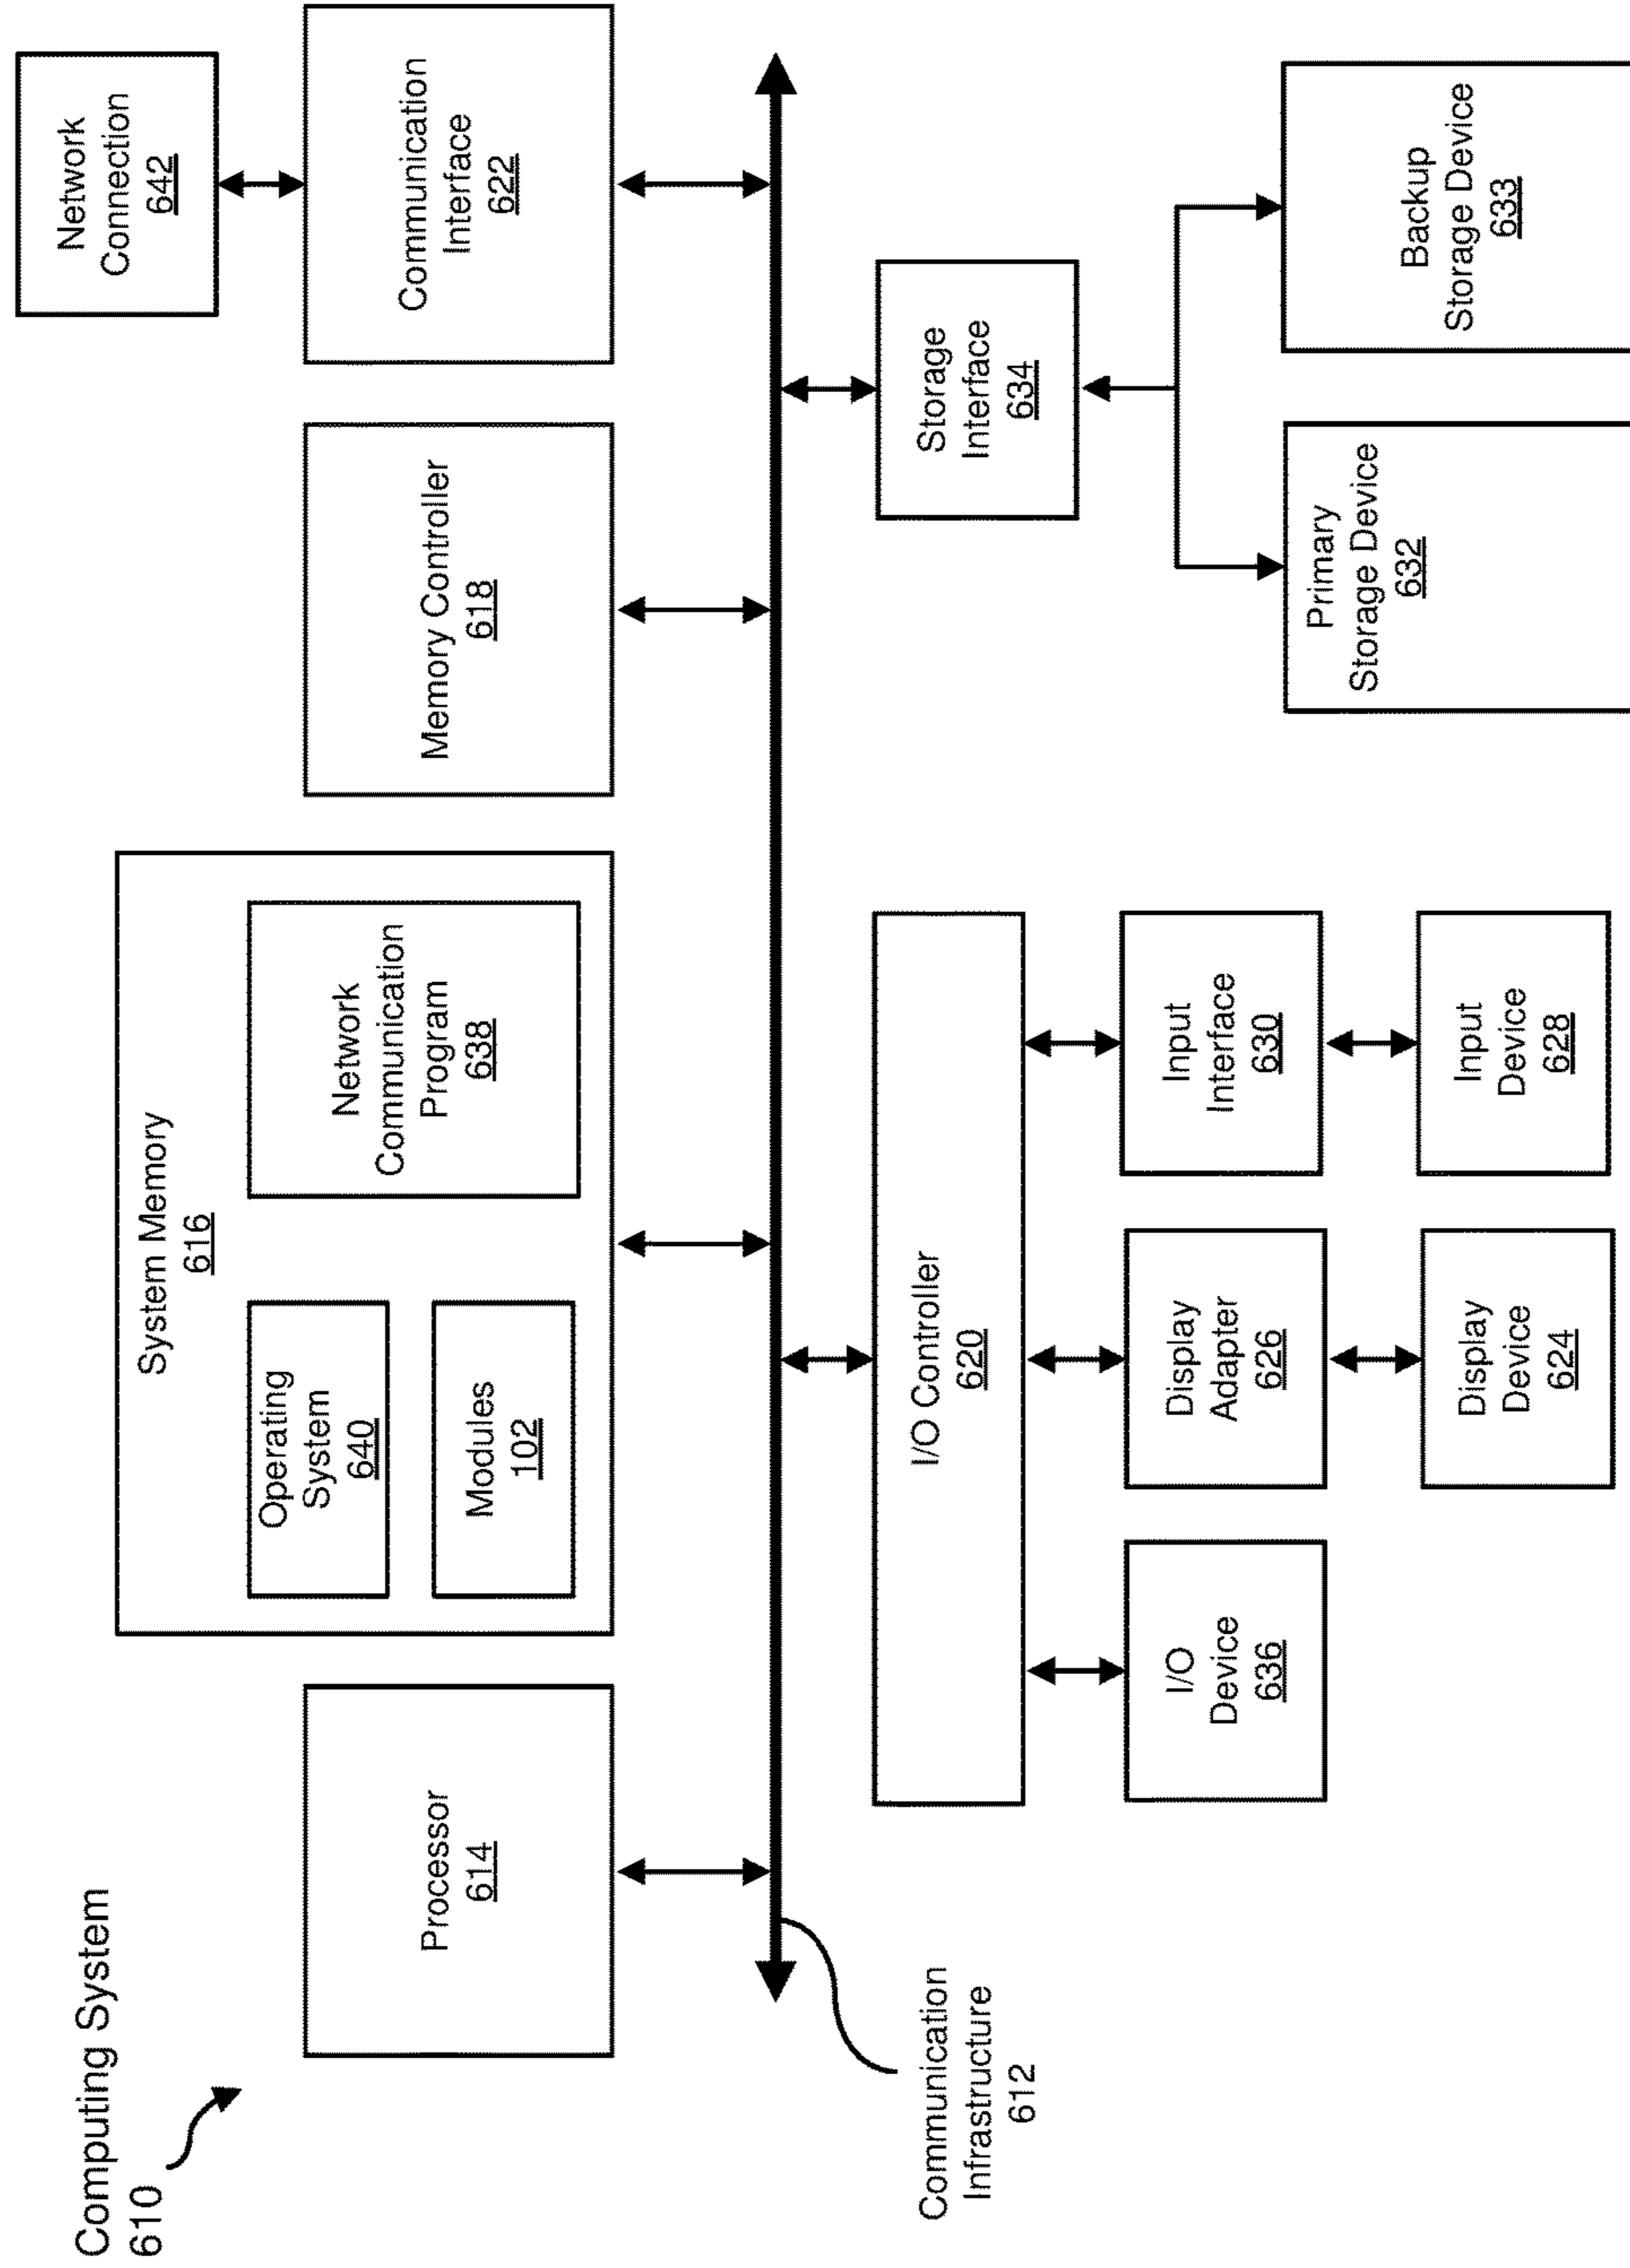 Computing System
610
Processor
614
System Memory
616
Operating
System
640
Modules
102
Network
Communication
Program
638
Memory Controller
618
Network
Connection
642
Communication
Interface
622
Communication
Infrastructure
612
I/O Controller
620
I/O
Device
636
Display
Adapter
626
Input
Interface
630
Display
Device
624
Input
Device
628
Storage
Interface
634
Primary
Storage Device
632
Backup
Storage Device
633